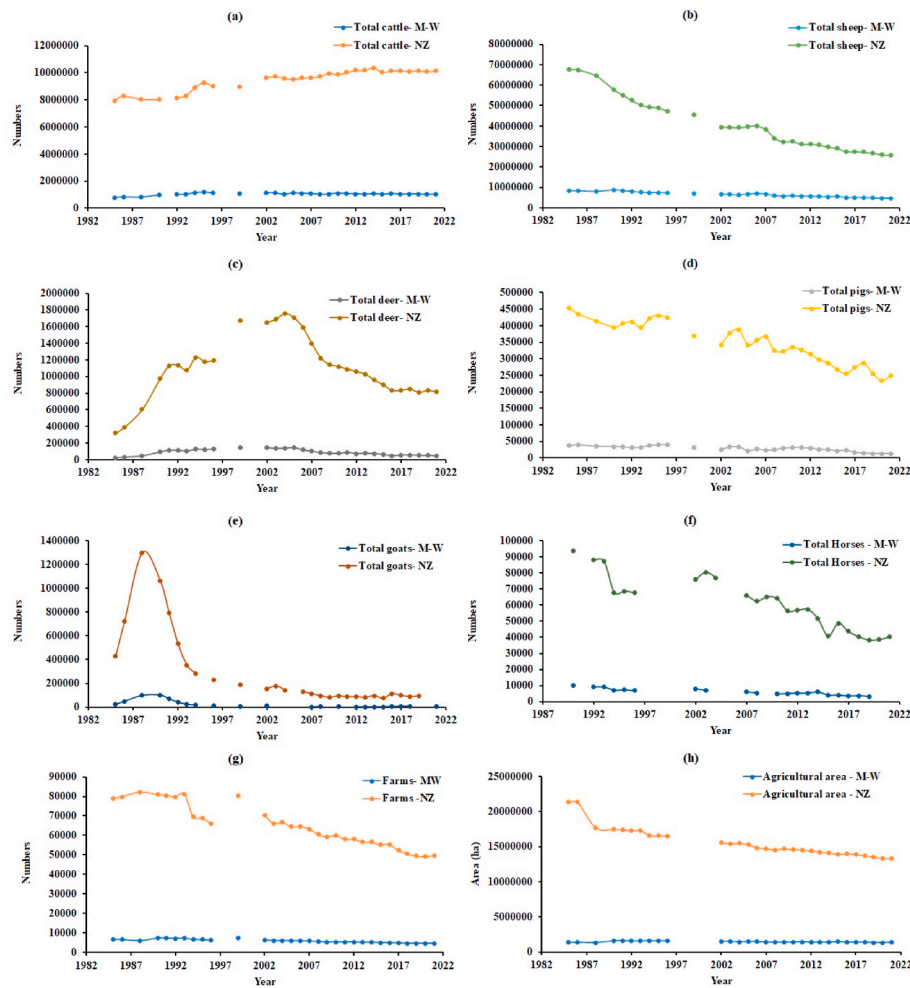 (a)
Total cattle- M-W
Total cattle- NZ
12000000
10000000
8000000
6000000
4000000
2000000
0
Numbers
1982 1987 1992 1997 2002 2007 2012 2017 2022
Year
(b)
Total sheep- M-W
Total sheep- NZ
80000000
70000000
60000000
50000000
40000000
30000000
20000000
10000000
0
Numbers
1982 1987 1992 1997 2002 2007 2012 2017 2022
Year
(c)
Total deer- M-W
Total deer- NZ
2000000
1800000
1600000
1400000
1200000
1000000
800000
600000
400000
200000
0
Numbers
1982 1987 1992 1997 2002 2007 2012 2017 2022
Year
(d)
Total pigs- M-W
Total pigs- NZ
500000
450000
400000
350000
300000
250000
200000
150000
100000
50000
0
Numbers
1982 1987 1992 1997 2002 2007 2012 2017 2022
Year
(e)
Total goats- M-W
Total goats- NZ
1400000
1200000
1000000
800000
600000
400000
200000
0
Numbers
1982 1987 1992 1997 2002 2007 2012 2017 2022
Year
(f)
Total Horses - M-W
Total Horses - NZ
100000
90000
80000
70000
60000
50000
40000
30000
20000
10000
0
Numbers
1987 1992 1997 2002 2007 2012 2017 2022
Year
(g)
Farms- MW
Farms -NZ
90000
80000
70000
60000
50000
40000
30000
20000
10000
0
Numbers
1982 1987 1992 1997 2002 2007 2012 2017 2022
Year
(h)
Agricultural area - M-W
Agricultural area - NZ
25000000
20000000
15000000
10000000
5000000
0
Area (ha)
1982 1987 1992 1997 2002 2007 2012 2017 2022
Year